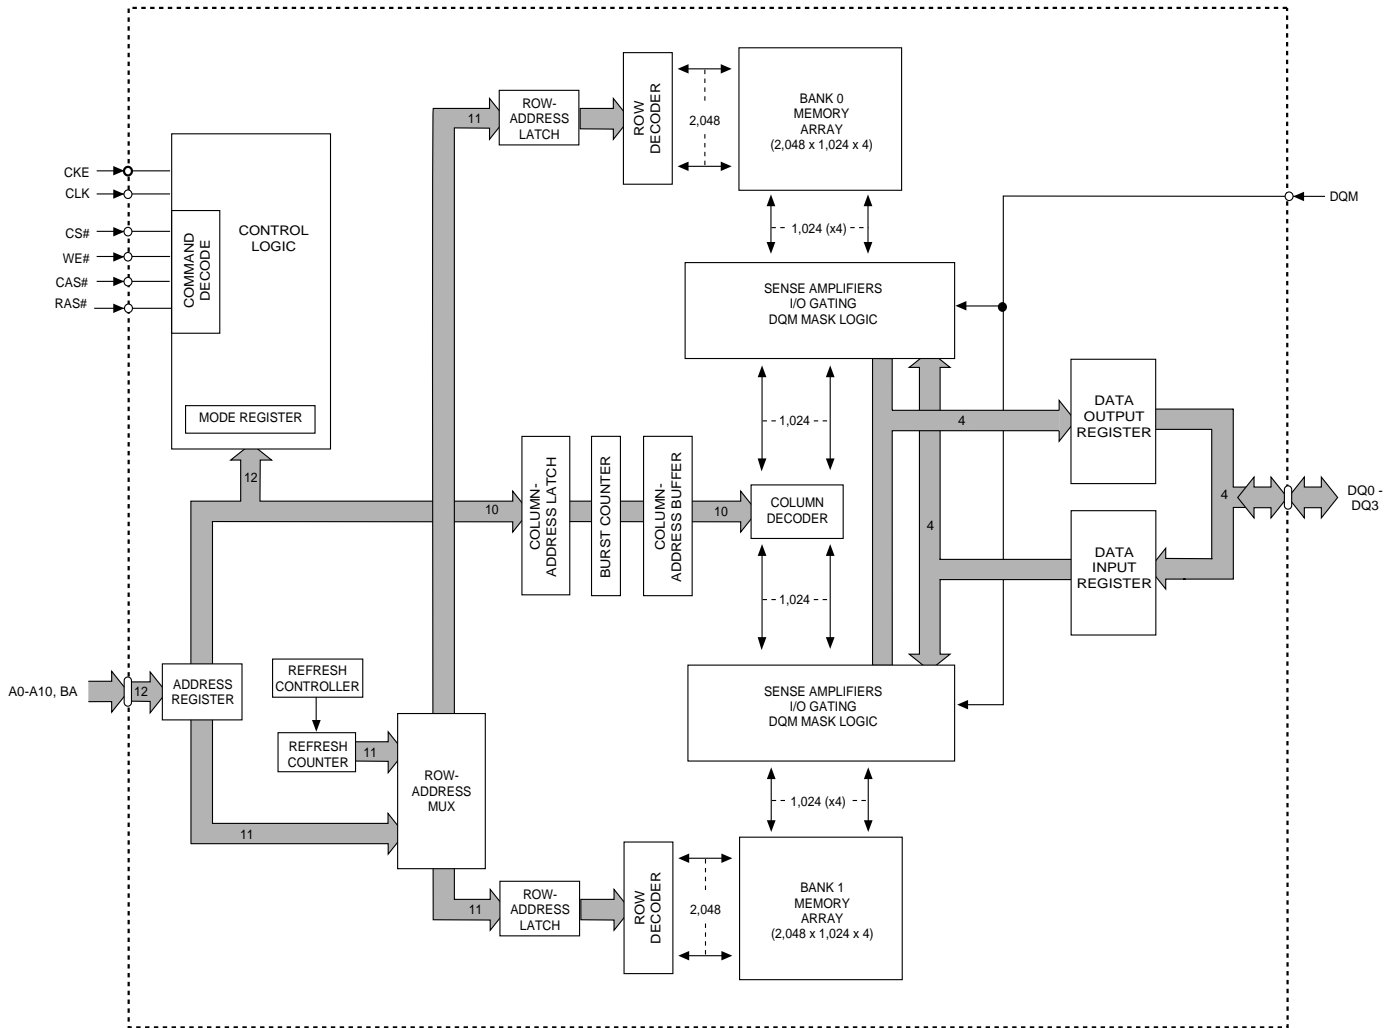 ROW-
ADDRESS
LATCH
11
ROW
DECODER
2,048
BANK 0
MEMORY
ARRAY
(2,048 x 1,024 x 4)
CKE
CLK
CS#
WE#
CAS#
RAS#
COMMAND
DECODE
CONTROL
LOGIC
MODE REGISTER
12
1,024 (x4)
DQM
SENSE AMPLIFIERS
I/O GATING
DQM MASK LOGIC
1,024
4
DATA
OUTPUT
REGISTER
10
COLUMN-
ADDRESS LATCH
BURST COUNTER
COLUMN-
ADDRESS BUFFER
10
COLUMN
DECODER
4
4
DQ0 -
DQ3
DATA
INPUT
REGISTER
1,024
A0-A10, BA
12
ADDRESS
REGISTER
REFRESH
CONTROLLER
REFRESH
COUNTER
11
ROW-
ADDRESS
MUX
11
SENSE AMPLIFIERS
I/O GATING
DQM MASK LOGIC
1,024 (x4)
11
ROW-
ADDRESS
LATCH
ROW
DECODER
2,048
BANK 1
MEMORY
ARRAY
(2,048 x 1,024 x 4)